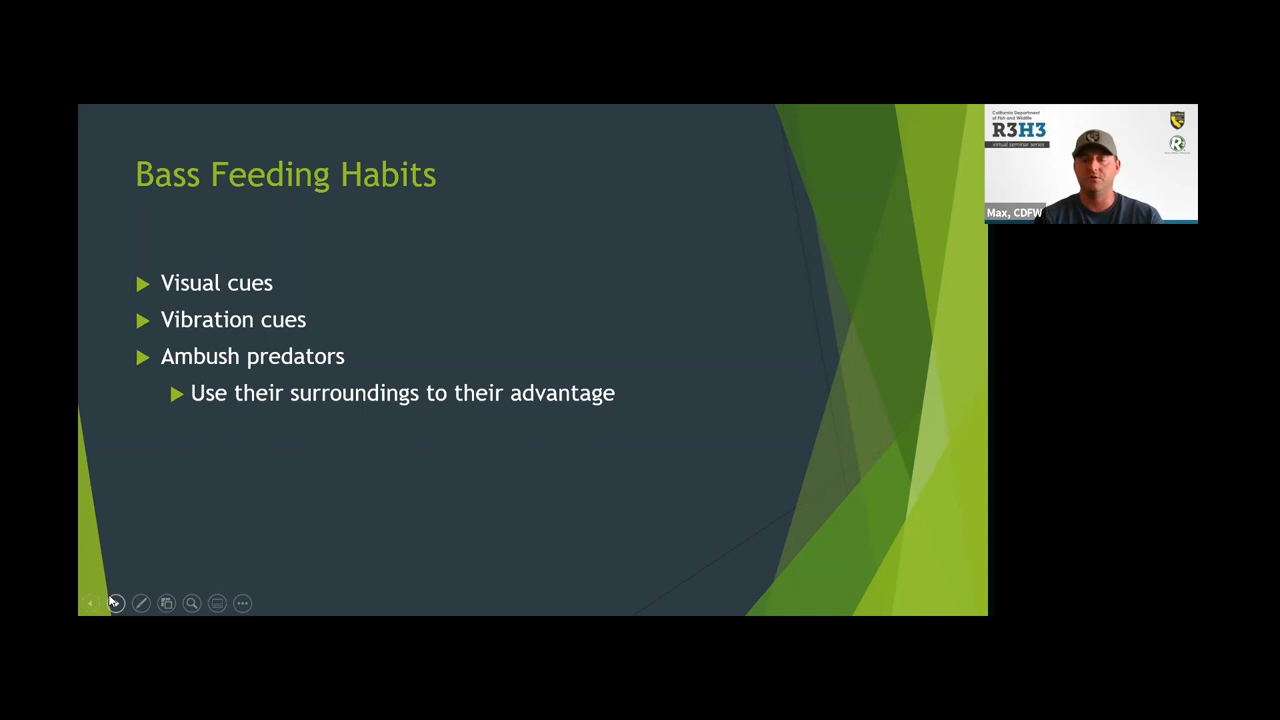 Bass Feeding Habits
Visual cues
Vibration cues
Ambush predators
Use their surroundings to their advantage
California Department
of Fish and Wildlife
R3H3
virtual seminar series
Max, CDFW